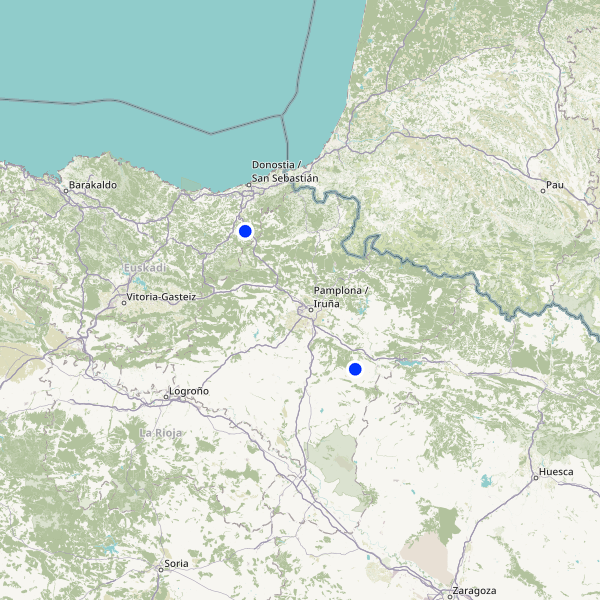 Donostia /
San Sebastián
Barakaldo
Pau
Euskadi
Vitoria-Gasteiz
Pamplona /
Iruña
Logroño
La Rioja
Huesca
Soria
Zaragoza